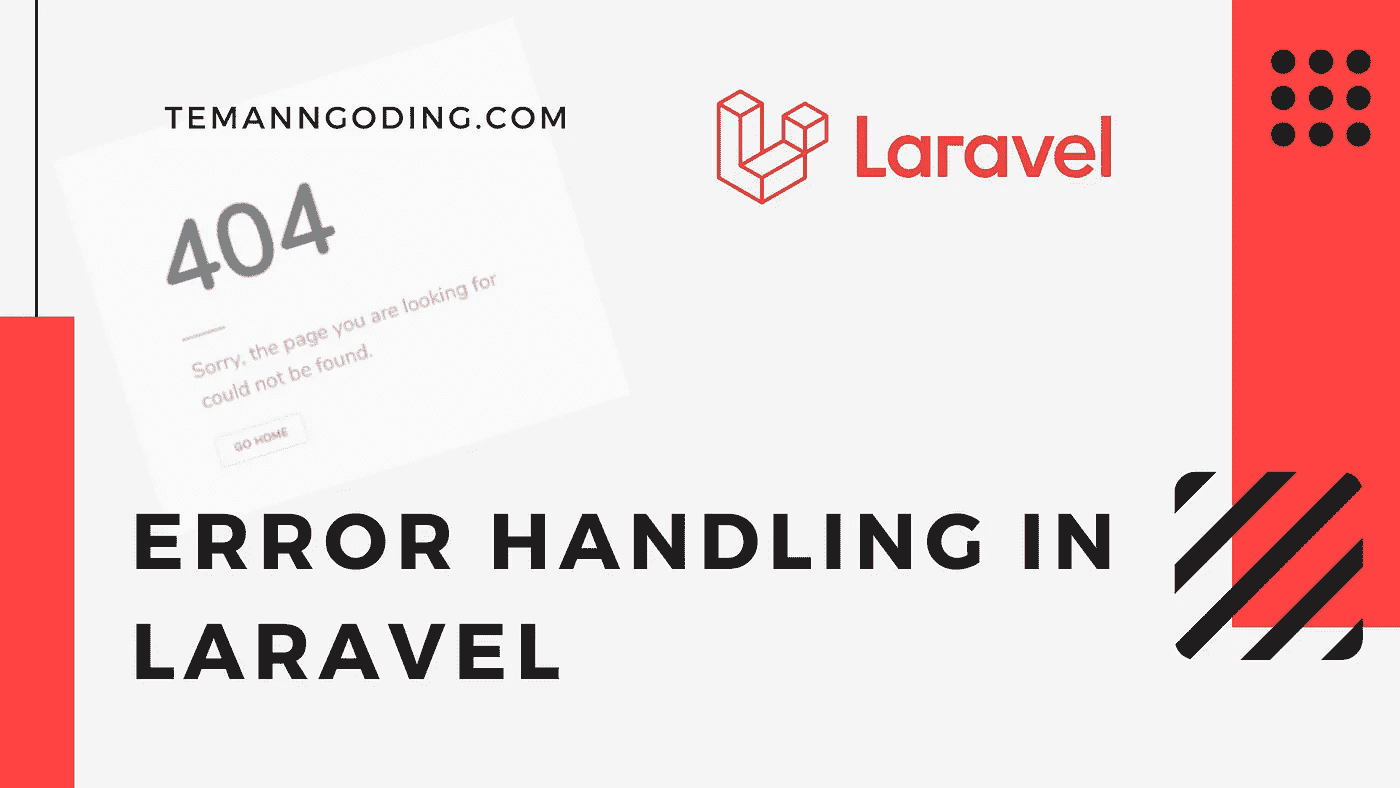 TEMANNGODING.COM
Laravel
404
Sorry, the page you are looking for
could not be found.
GO HOME
ERROR HANDLING IN
LARAVEL